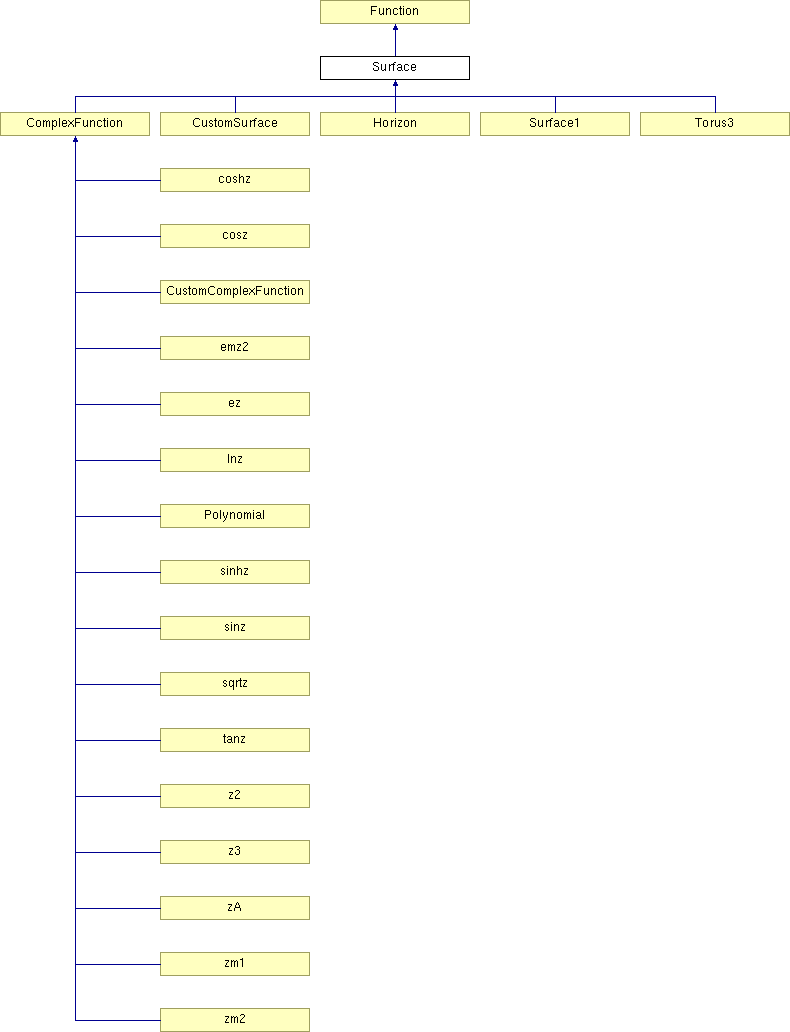 Function
Surface
ComplexFunction
CustomSurface
Horizon
Surface1
Torus3
coshz
cosz
CustomComplexFunction
emz2
ez
lnz
Polynomial
sinhz
sinz
sqrtz
tanz
z2
z3
zA
zm1
zm2